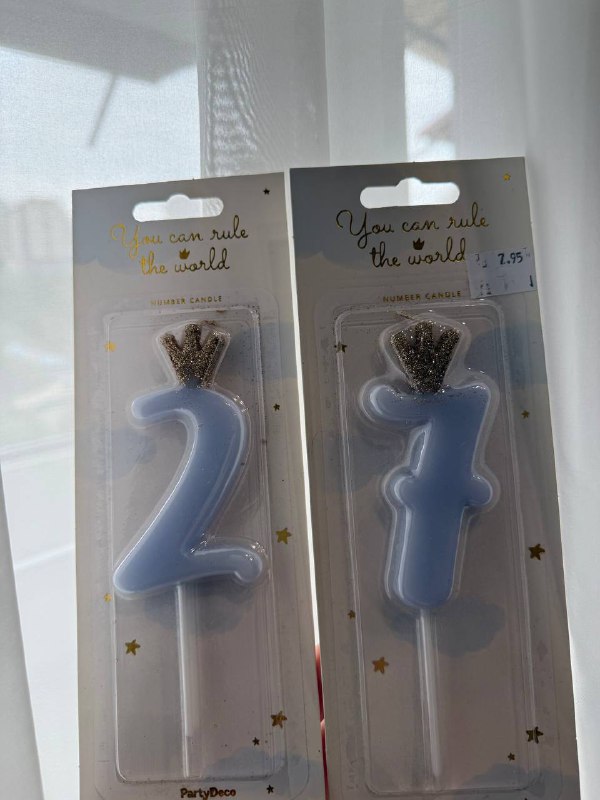 You can rule
the world
NUMBER CANDLE
2
PartyDeco
You can rule
the world
7.95
NUMBER CANDLE
7